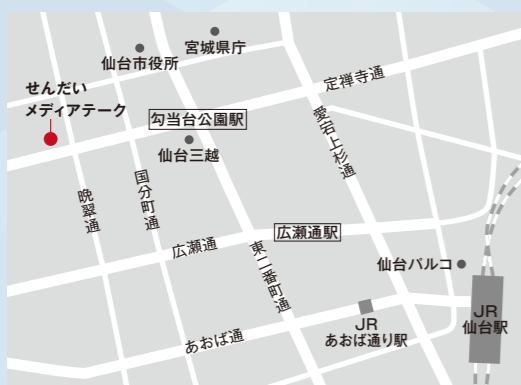 宮城県庁
仙台市役所
定禅寺通
せんだい
メディアテーク
勾当台公園駅
仙台三越
愛宕上杉通
晩翠通
国分町通
広瀬通
広瀬通駅
東二番町通
仙台パルコ
JR
仙台駅
JR
あおば通り駅
あおば通